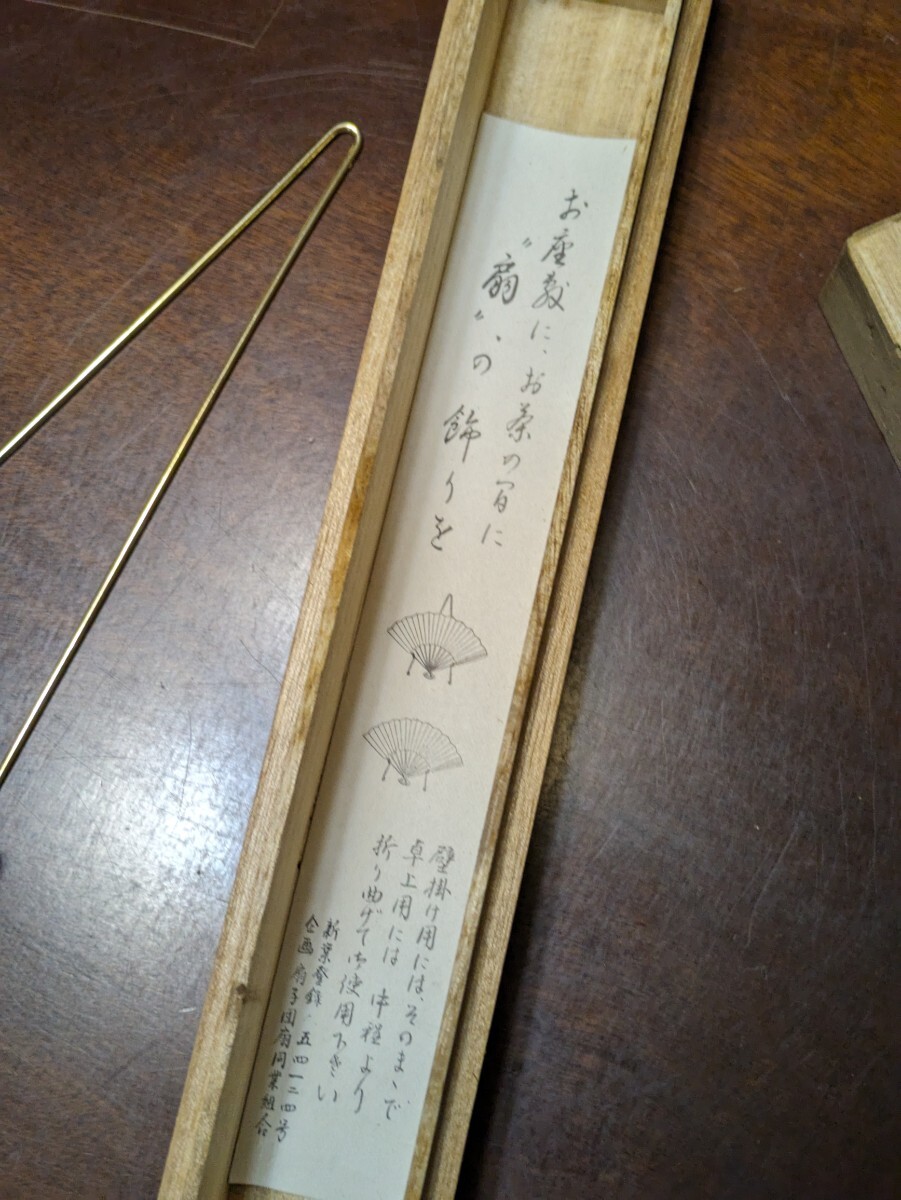 お座敷に、お茶の間に
〝扇〟、の飾りを
壁掛け用には、そのまゝで
卓上用には 中程より
折り曲げて御使用下さい
新案登録・五四一二四号
企画 扇子団扇同業組合